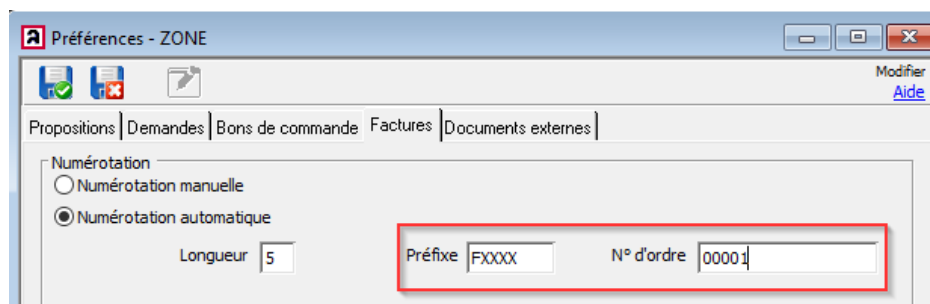 Préférences - ZONE
Modifier
Aide
Propositions Demandes Bons de commande Factures Documents externes
Numérotation
Numérotation manuelle
Numérotation automatique
Longueur 5 Préfixe FXXXX N° d'ordre 00001